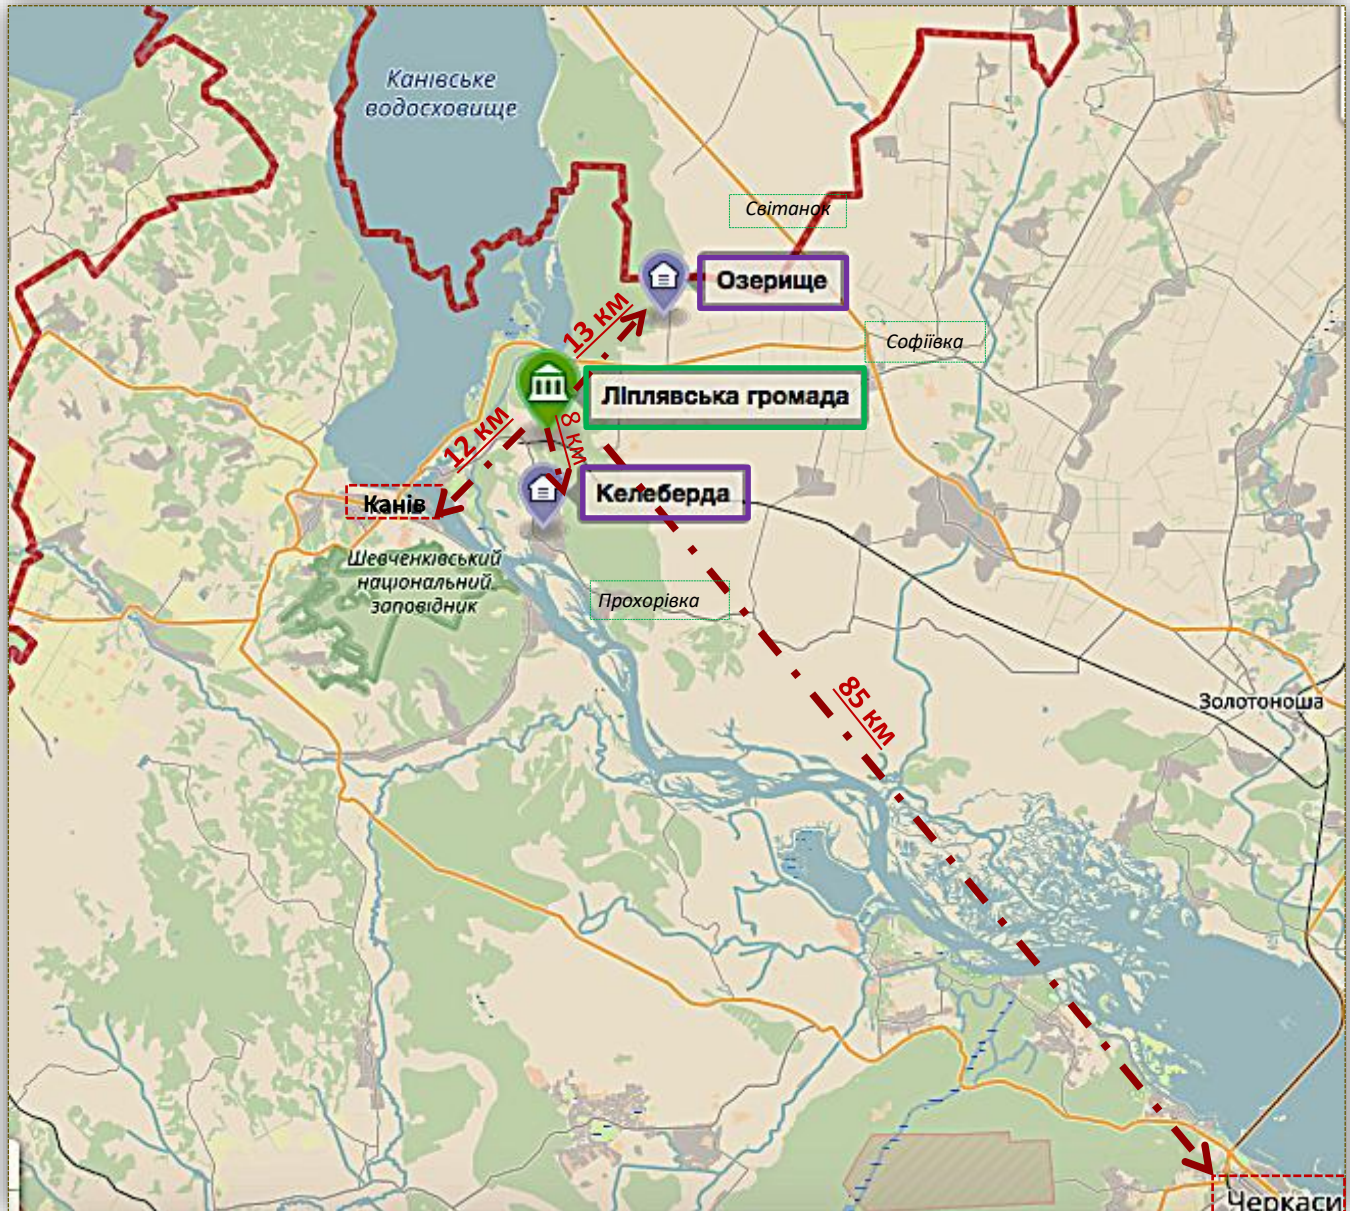 Канівське
водосховище
Світанок
Озерище
13 км
Софіївка
Ліплявська громада
12 км
8 км
Келеберда
Канів
Шевченківський
національний
заповідник
Прохорівка
85 км
Золотоноша
Черкаси